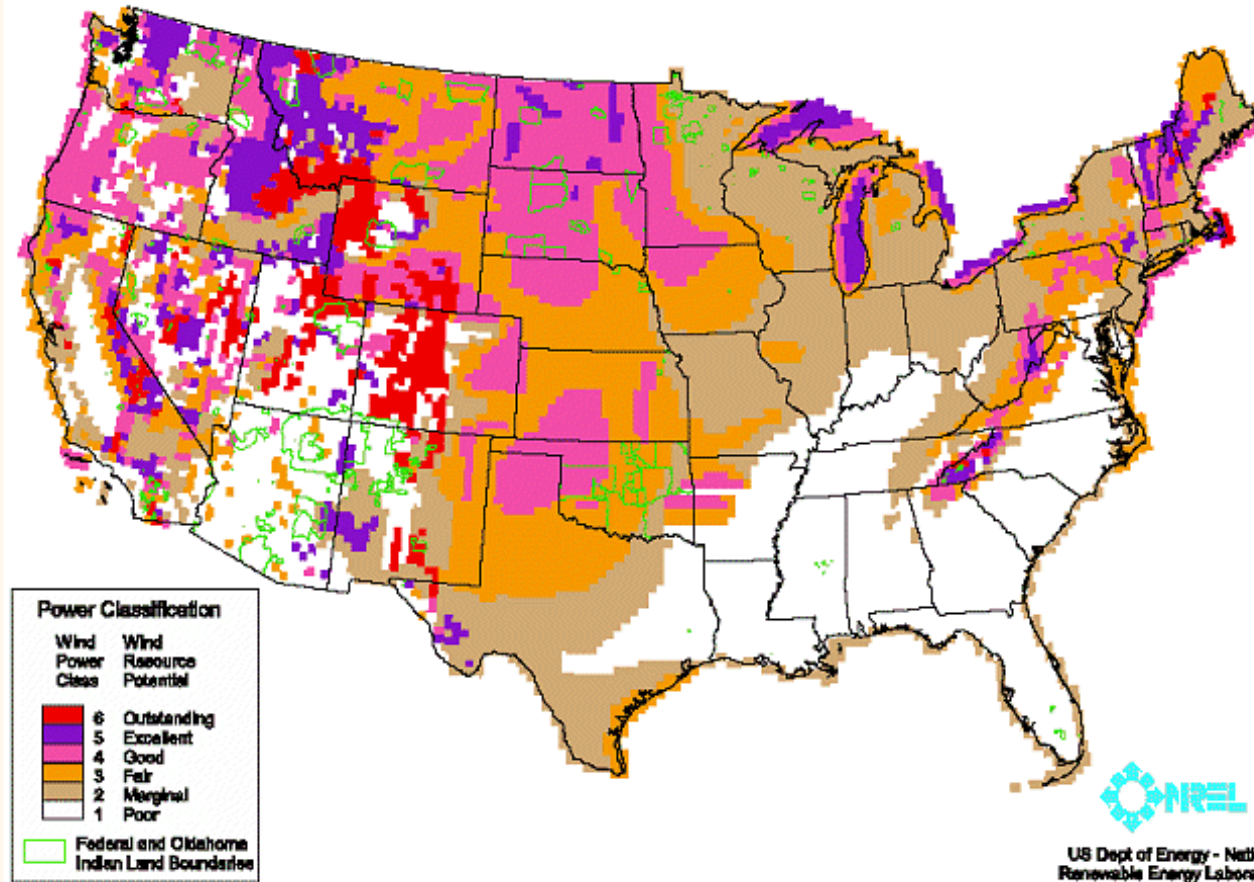 Power Classification
Wind Wind
Power Resource
Class Potential
6 Outstanding
5 Excellent
4 Good
3 Fair
2 Marginal
1 Poor
Federal and Oklahoma
Indian Land Boundaries
NREL
US Dept of Energy - Nati
Renewable Energy Labora